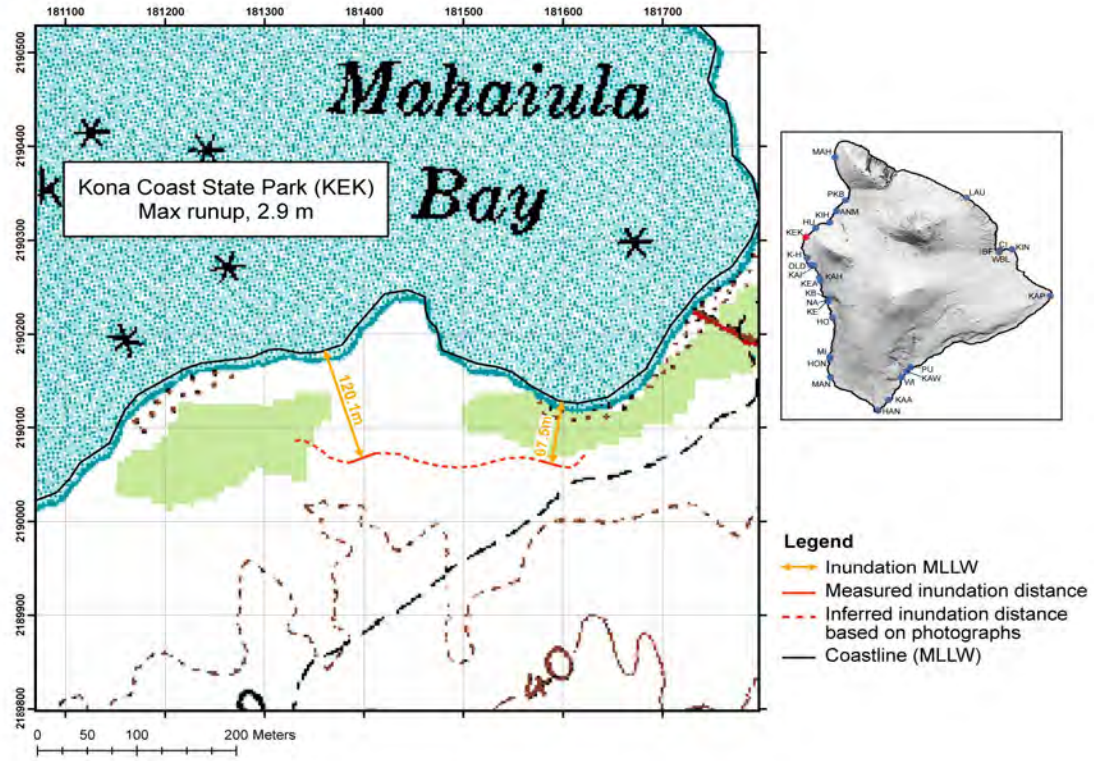 181100 181200 181300 181400 181500 181600 181700
2190500
2190400
2190300
2190200
2190100
2190000
2189900
2189800
Mahaiula
Bay
Kona Coast State Park (KEK)
Max runup, 2.9 m
120.1m
67.5m
0 50 100 200 Meters
MAH
LAU
PKB
ANM
KIH
HU
KEK
CI
KIN
BF
WBL
K-H
OLD
KAI
KAH
KEA
KAP
KB
NA
KE
HO
MI
HON
PU
KAW
WI
MAN
KAA
HAN
Legend
Inundation MLLW
Measured inundation distance
Inferred inundation distance
based on photographs
Coastline (MLLW)